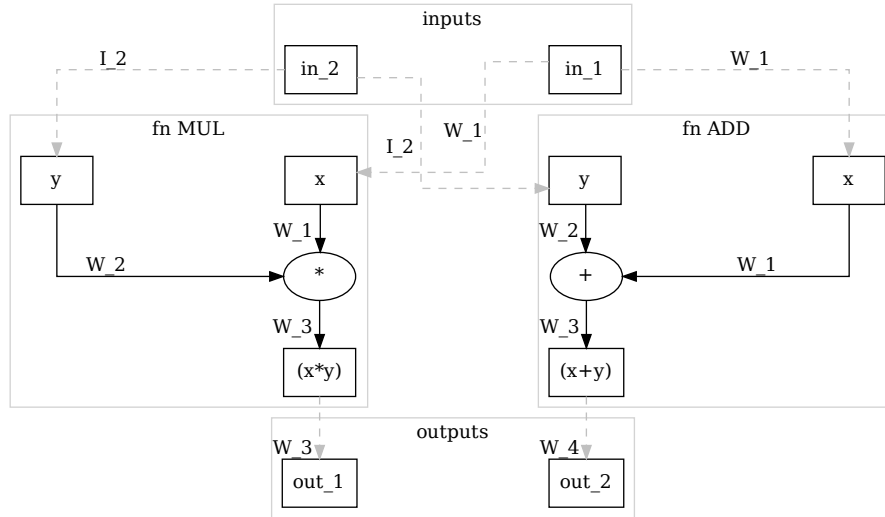 inputs
in_2
in_1
I_2
W_1
I_2
W_1
fn MUL
fn ADD
y
x
y
x
W_1
W_2
W_2
W_1
*
+
W_3
W_3
(x*y)
(x+y)
outputs
W_3
W_4
out_1
out_2